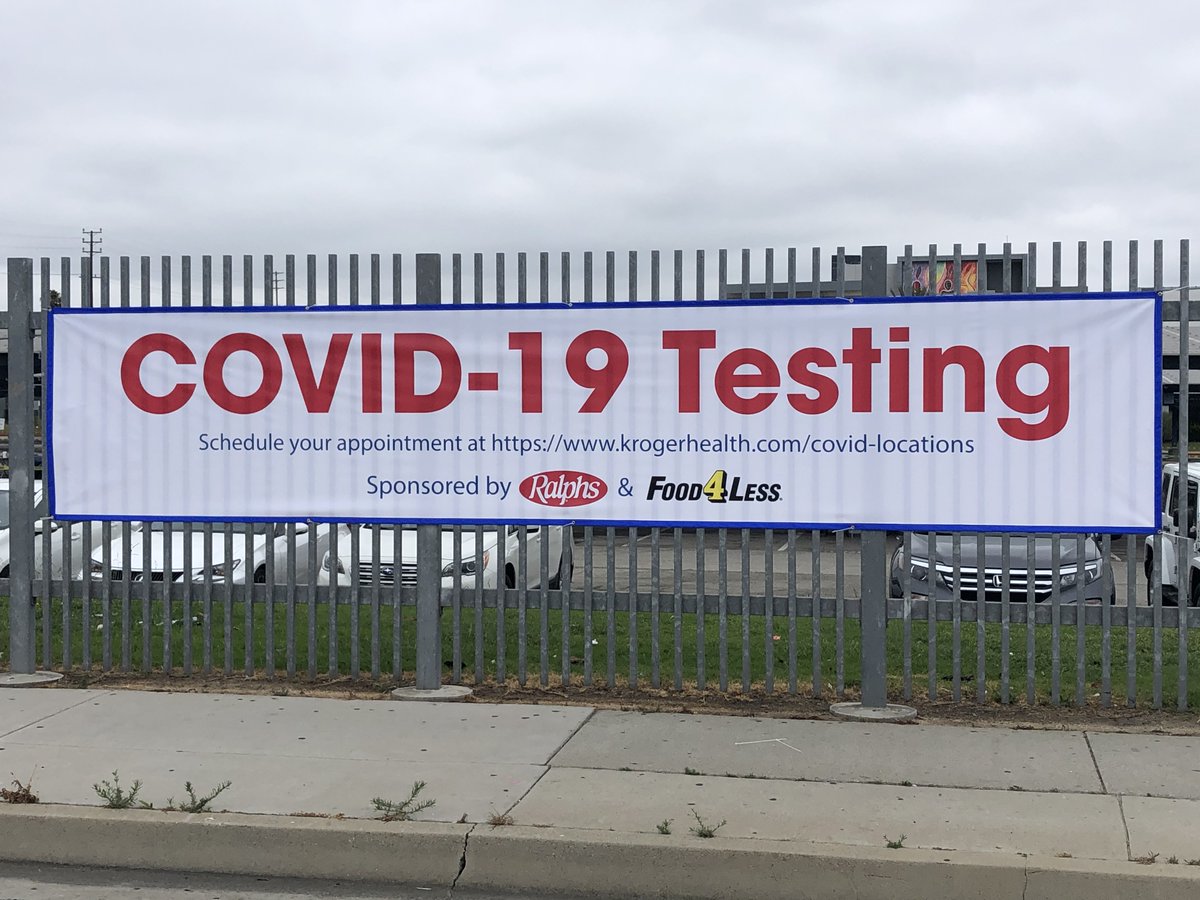 COVID-19 Testing
Schedule your appointment at https://www.krogerhealth.com/covid-locations
Sponsored by Ralphs & FOOD4LESS.